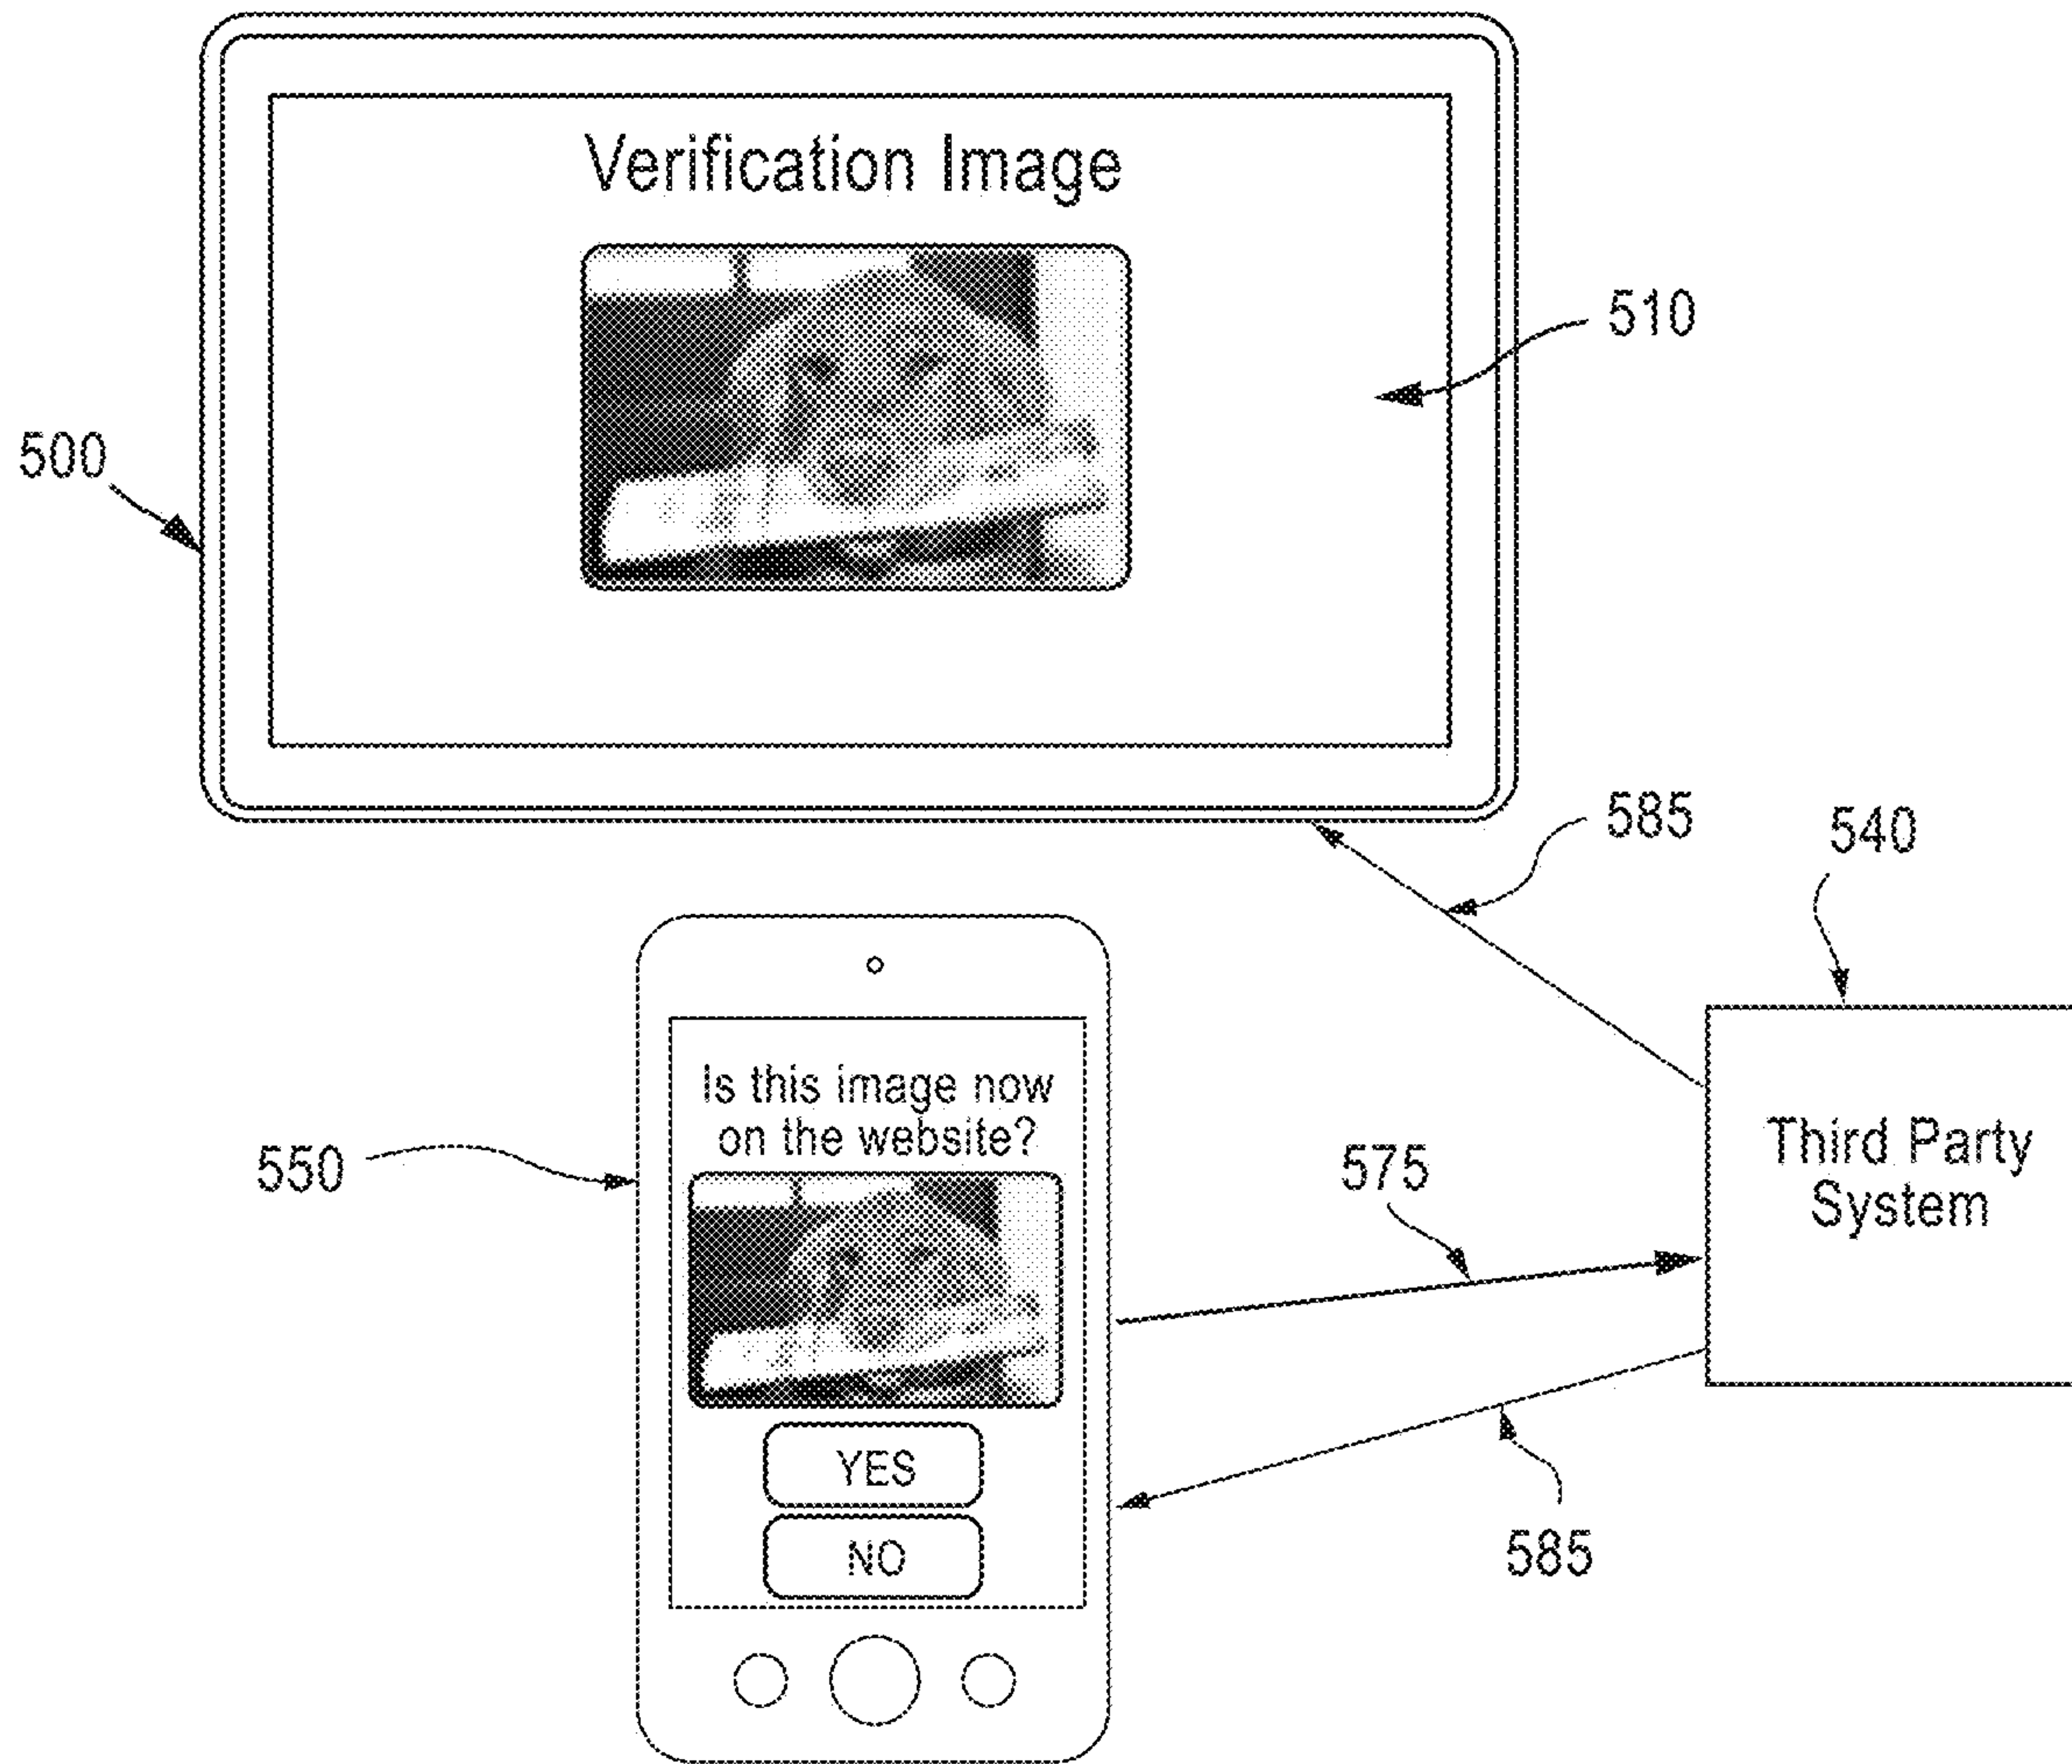 Verification Image
510
500
585
540
Is this image now
on the website?
550
575
Third Party
System
YES
NO
585